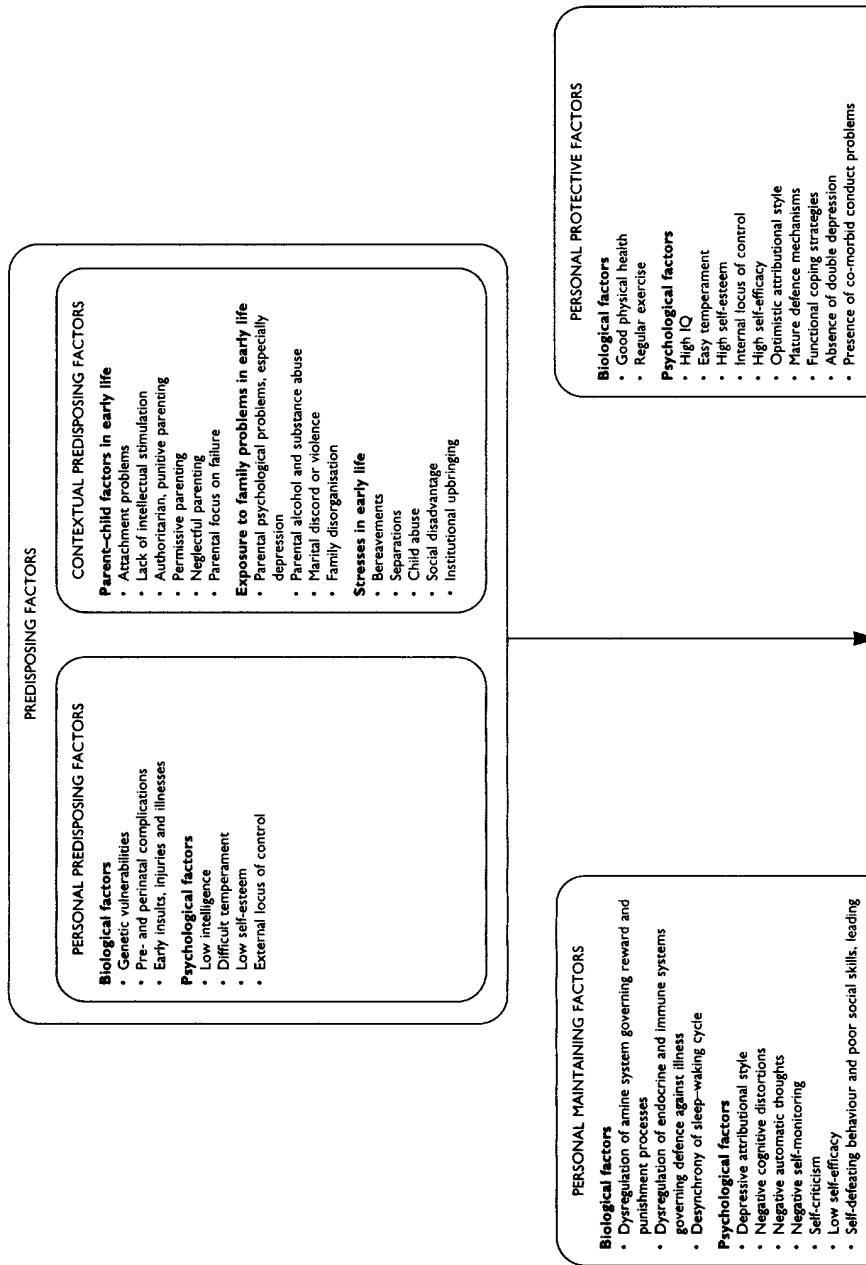 PREDISPOSING FACTORS
PERSONAL PREDISPOSING FACTORS
Biological factors
• Genetic vulnerabilities
• Pre- and perinatal complications
• Early insults, injuries and illnesses
Psychological factors
• Low intelligence
• Difficult temperament
• Low self-esteem
• External locus of control
CONTEXTUAL PREDISPOSING FACTORS
Parent–child factors in early life
• Attachment problems
• Lack of intellectual stimulation
• Authoritarian, punitive parenting
• Permissive parenting
• Neglectful parenting
• Parental focus on failure
Exposure to family problems in early life
• Parental psychological problems, especially
depression
• Parental alcohol and substance abuse
• Marital discord or violence
• Family disorganisation
Stresses in early life
• Bereavements
• Separations
• Child abuse
• Social disadvantage
• Institutional upbringing
PERSONAL MAINTAINING FACTORS
Biological factors
• Dysregulation of amine system governing reward and
punishment processes
• Dysregulation of endocrine and immune systems
governing defence against illness
• Desynchrony of sleep–waking cycle
Psychological factors
• Depressive attributional style
• Negative cognitive distortions
• Negative automatic thoughts
• Negative self-monitoring
• Self-criticism
• Low self-efficacy
• Self-defeating behaviour and poor social skills, leading
PERSONAL PROTECTIVE FACTORS
Biological factors
• Good physical health
• Regular exercise
Psychological factors
• High IQ
• Easy temperament
• High self-esteem
• Internal locus of control
• High self-efficacy
• Optimistic attributional style
• Mature defence mechanisms
• Functional coping strategies
• Absence of double depression
• Presence of co-morbid conduct problems